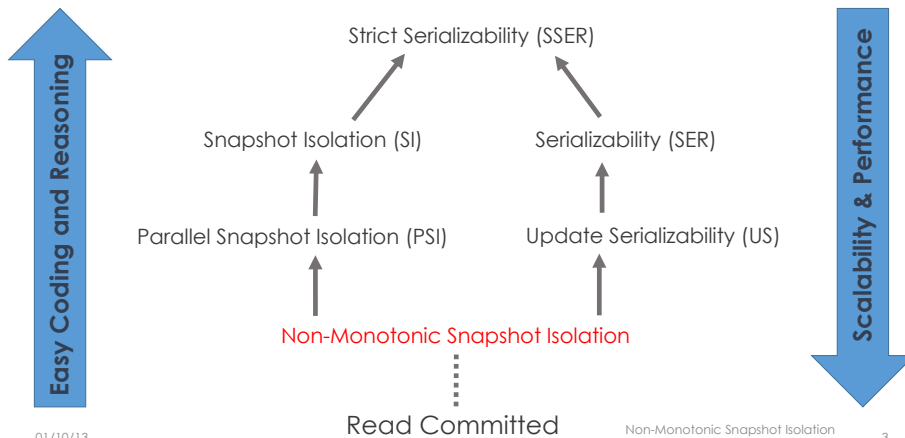 Strict Serializability (SSER)
Easy Coding and Reasoning
Scalability & Performance
Snapshot Isolation (SI)
Serializability (SER)
Parallel Snapshot Isolation (PSI)
Update Serializability (US)
Non-Monotonic Snapshot Isolation
Read Committed
01/10/13
Non-Monotonic Snapshot Isolation
3